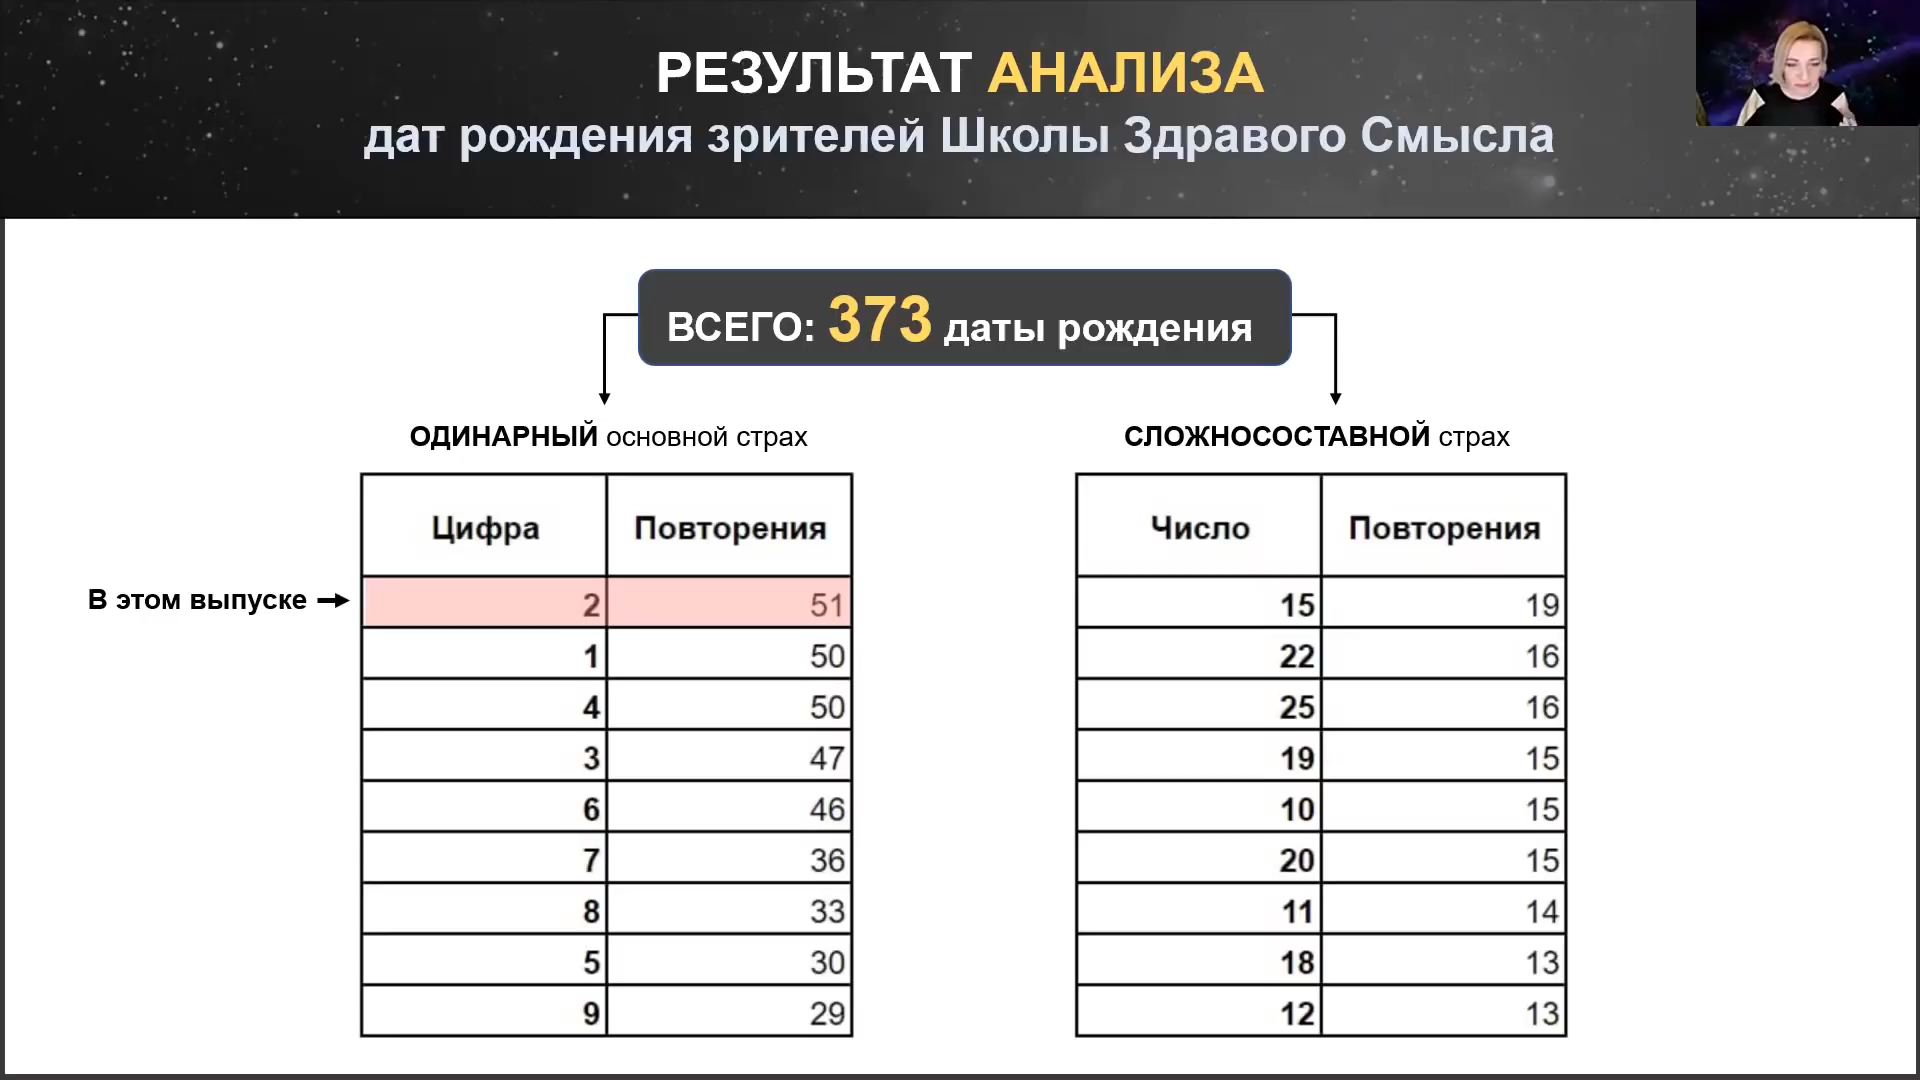 РЕЗУЛЬТАТ АНАЛИЗА
дат рождения зрителей Школы Здравого Смысла
ВСЕГО: 373 даты рождения
ОДИНАРНЫЙ основной страх
Цифра Повторения
В этом выпуске →
2 51
1 50
4 50
3 47
6 46
7 36
8 33
5 30
9 29
СЛОЖНОСОСТАВНОЙ страх
Число Повторения
15 19
22 16
25 16
19 15
10 15
20 15
11 14
18 13
12 13